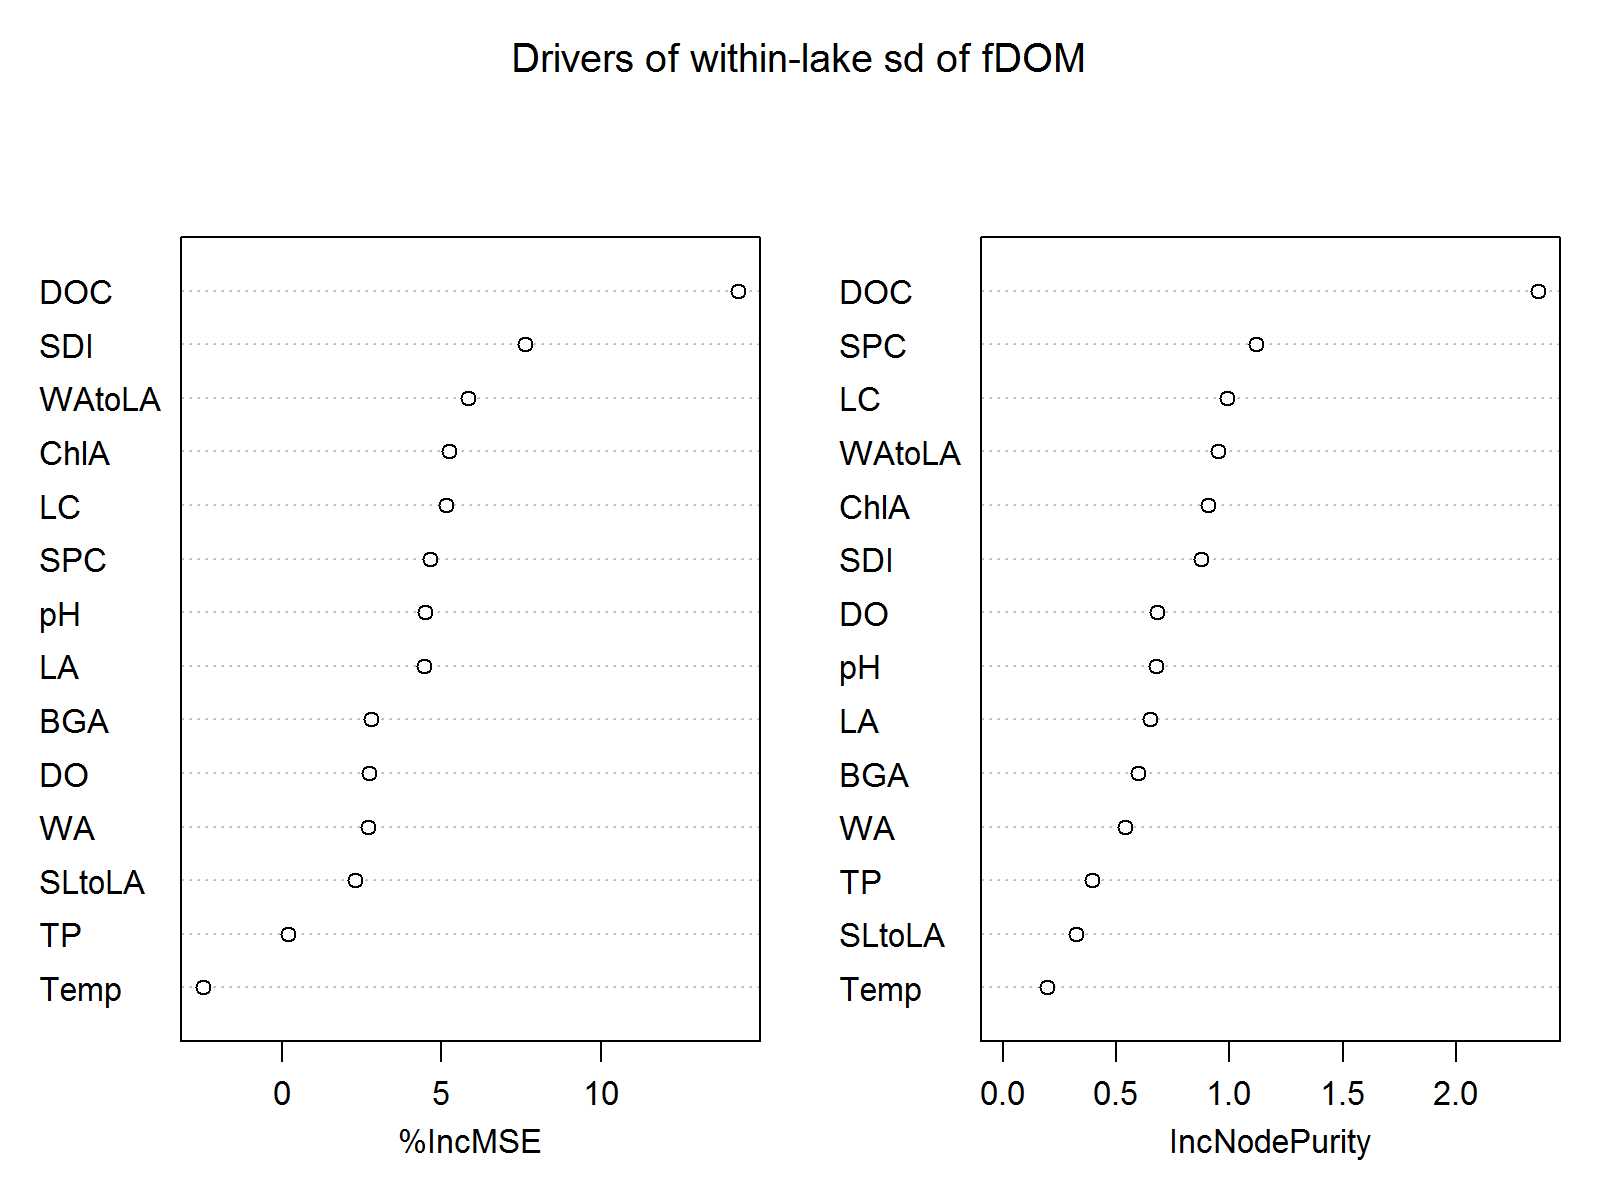 Drivers of within-lake sd of fDOM
DOC
SDI
WAtoLA
ChlA
LC
SPC
pH
LA
BGA
DO
WA
SLtoLA
TP
Temp
0 5 10
%IncMSE
DOC
SPC
LC
WAtoLA
ChlA
SDI
DO
pH
LA
BGA
WA
TP
SLtoLA
Temp
0.0 0.5 1.0 1.5 2.0
IncNodePurity